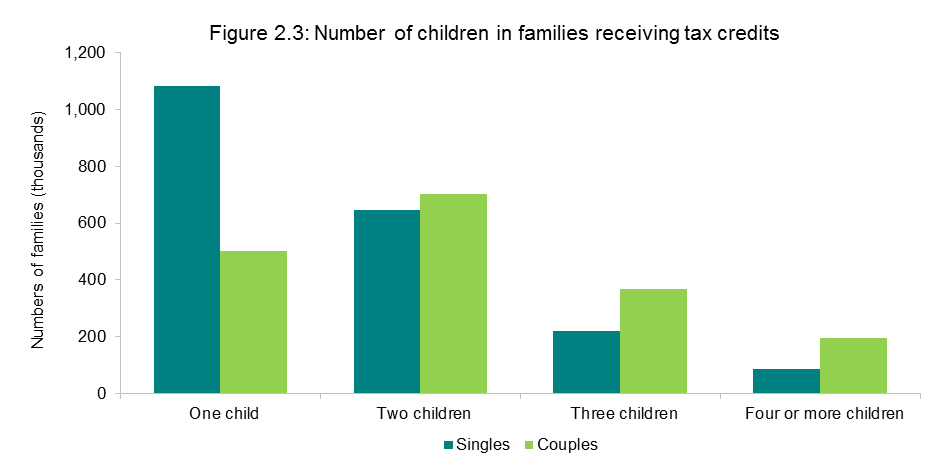 Figure 2.3: Number of children in families receiving tax credits
1,200
1,000
800
600
400
200
0
Numbers of families (thousands)
One child
Two children
Three children
Four or more children
Singles
Couples